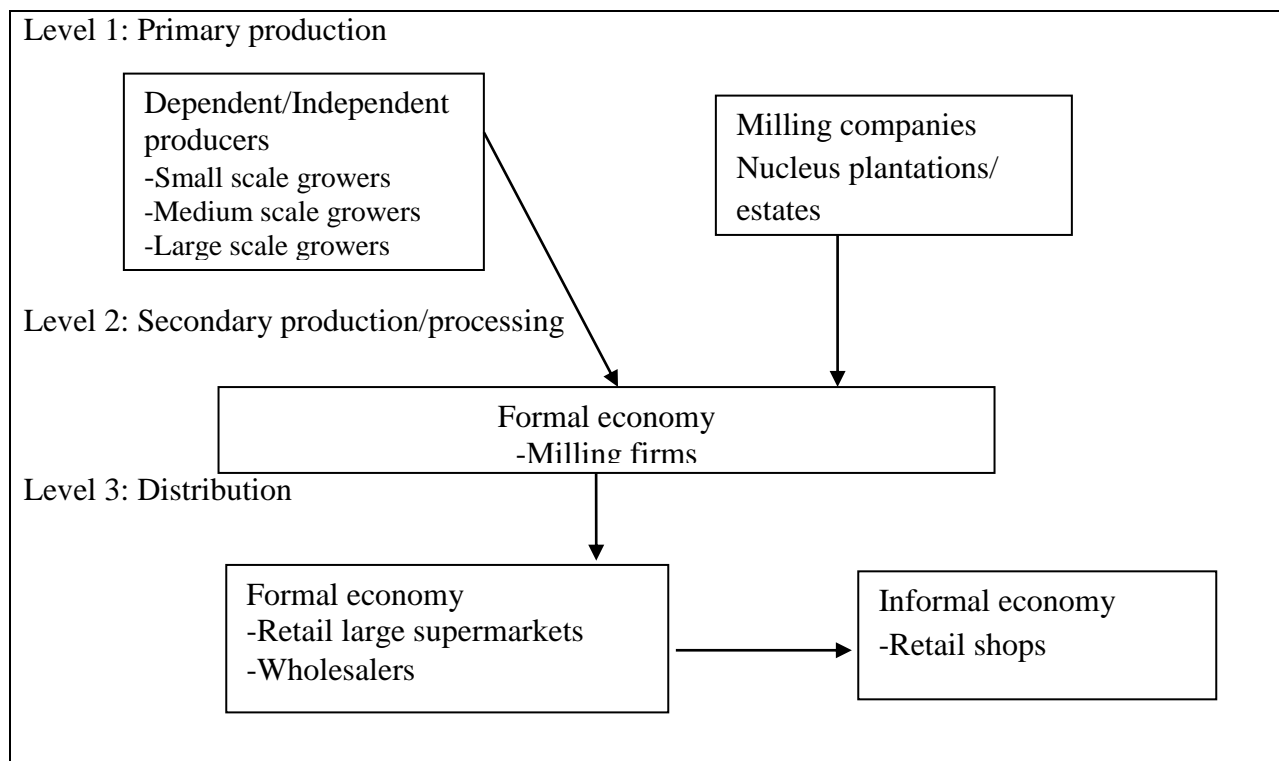 Level 1: Primary production
Dependent/Independent
producers
-Small scale growers
-Medium scale growers
-Large scale growers
Milling companies
Nucleus plantations/
estates
Level 2: Secondary production/processing
Formal economy
-Milling firms
Level 3: Distribution
Formal economy
-Retail large supermarkets
-Wholesalers
Informal economy
-Retail shops